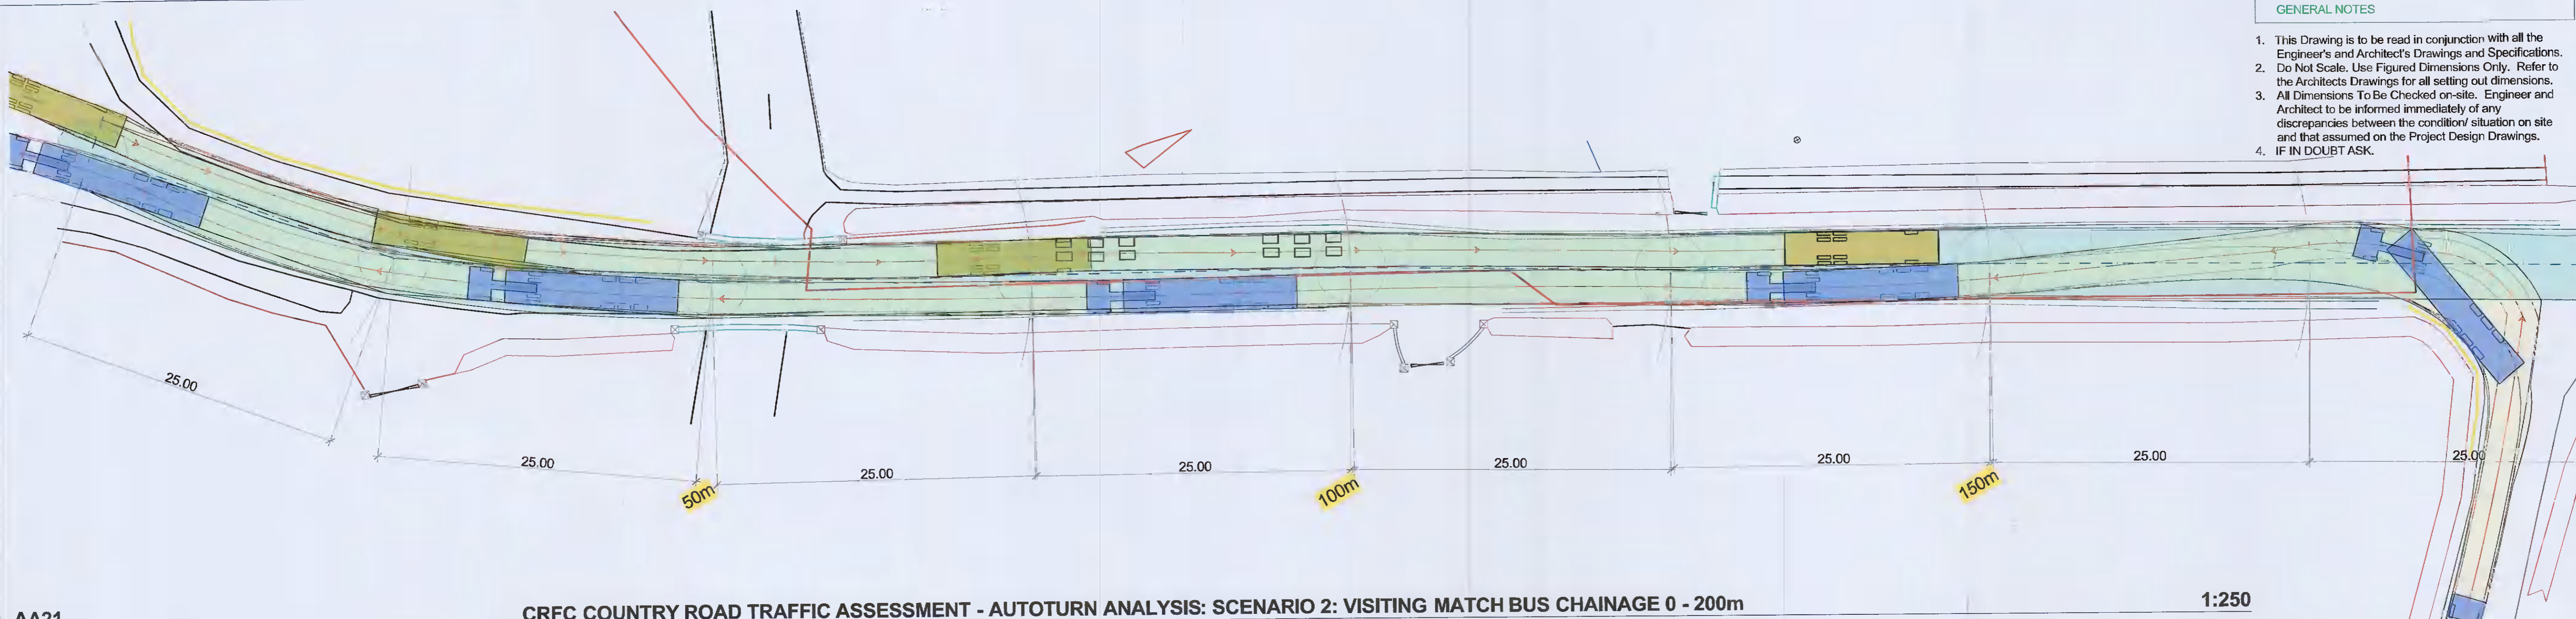 GENERAL NOTES
1. This Drawing is to be read in conjunction with all the
Engineer's and Architect's Drawings and Specifications.
2. Do Not Scale. Use Figured Dimensions Only. Refer to
the Architects Drawings for all setting out dimensions.
3. All Dimensions To Be Checked on-site. Engineer and
Architect to be informed immediately of any
discrepancies between the condition/ situation on site
and that assumed on the Project Design Drawings.
4. IF IN DOUBT ASK.
25.00
25.00
25.00
25.00
25.00
25.00
25.00
25.00
50m
100m
150m
CRFC COUNTRY ROAD TRAFFIC ASSESSMENT - AUTOTURN ANALYSIS: SCENARIO 2: VISITING MATCH BUS CHAINAGE 0 - 200m
1:250
AA21